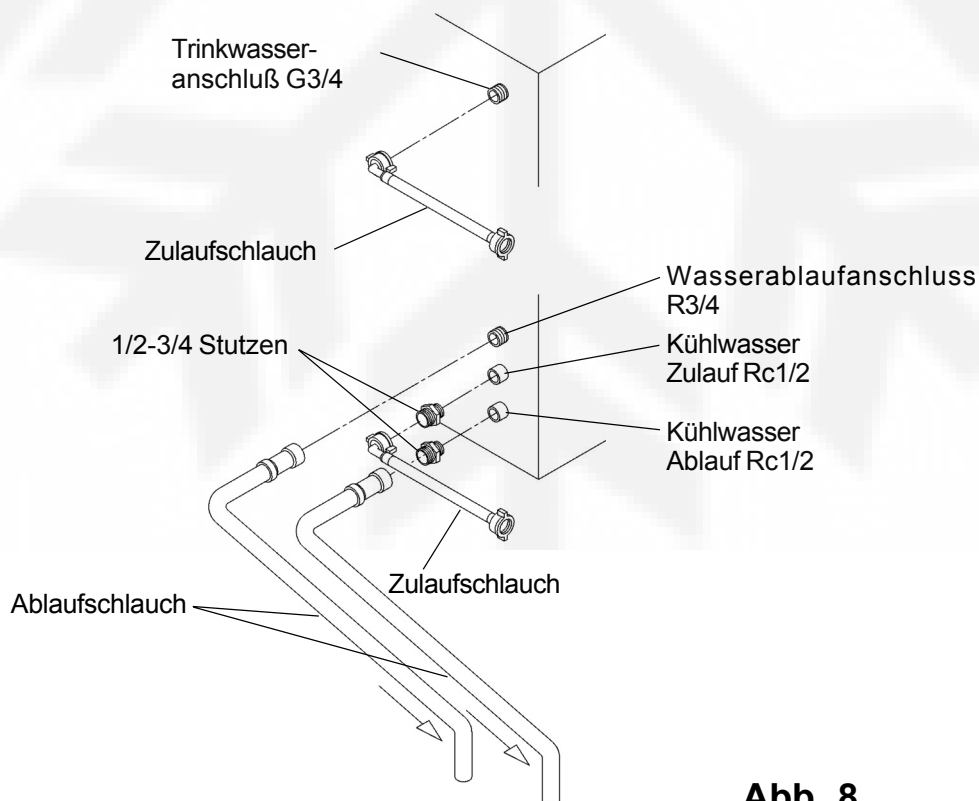 Trinkwasser-
anschluß G3/4
Zulaufschlauch
Wasserablaufanschluss
R3/4
1/2-3/4 Stutzen
Kühlwasser
Zulauf Rc1/2
Kühlwasser
Ablauf Rc1/2
Zulaufschlauch
Ablaufschlauch
Abb. 8